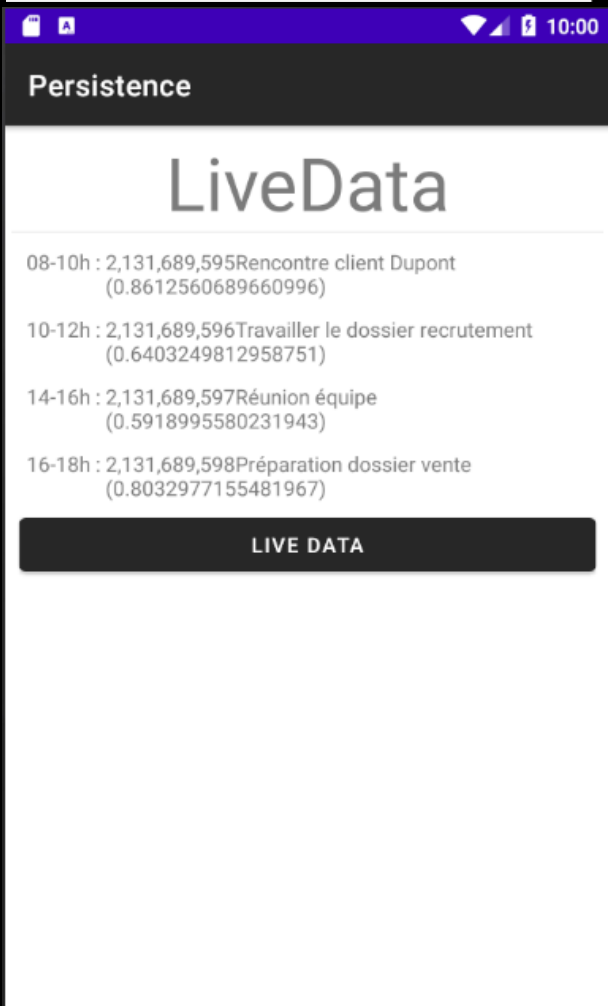 10:00
Persistence
LiveData
08-10h : 2,131,689,595Rencontre client Dupont
(0.8612560689660996)
10-12h : 2,131,689,596Travailler le dossier recrutement
(0.6403249812958751)
14-16h : 2,131,689,597Réunion équipe
(0.5918995580231943)
16-18h : 2,131,689,598Préparation dossier vente
(0.8032977155481967)
LIVE DATA